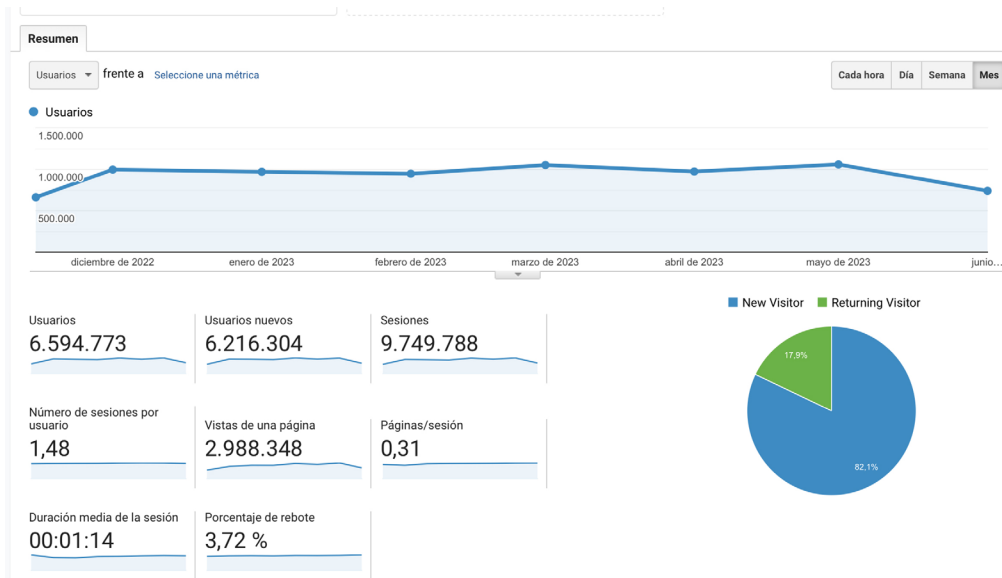 Resumen
Usuarios frente a Seleccione una métrica
Cada hora Día Semana Mes
Usuarios
1.500.000
1.000.000
500.000
diciembre de 2022 enero de 2023 febrero de 2023 marzo de 2023 abril de 2023 mayo de 2023 junio...
New Visitor Returning Visitor
Usuarios
6.594.773
Usuarios nuevos
6.216.304
Sesiones
9.749.788
Número de sesiones por
usuario
1,48
Vistas de una página
2.988.348
Páginas/sesión
0,31
Duración media de la sesión
00:01:14
Porcentaje de rebote
3,72 %
17,9%
82,1%